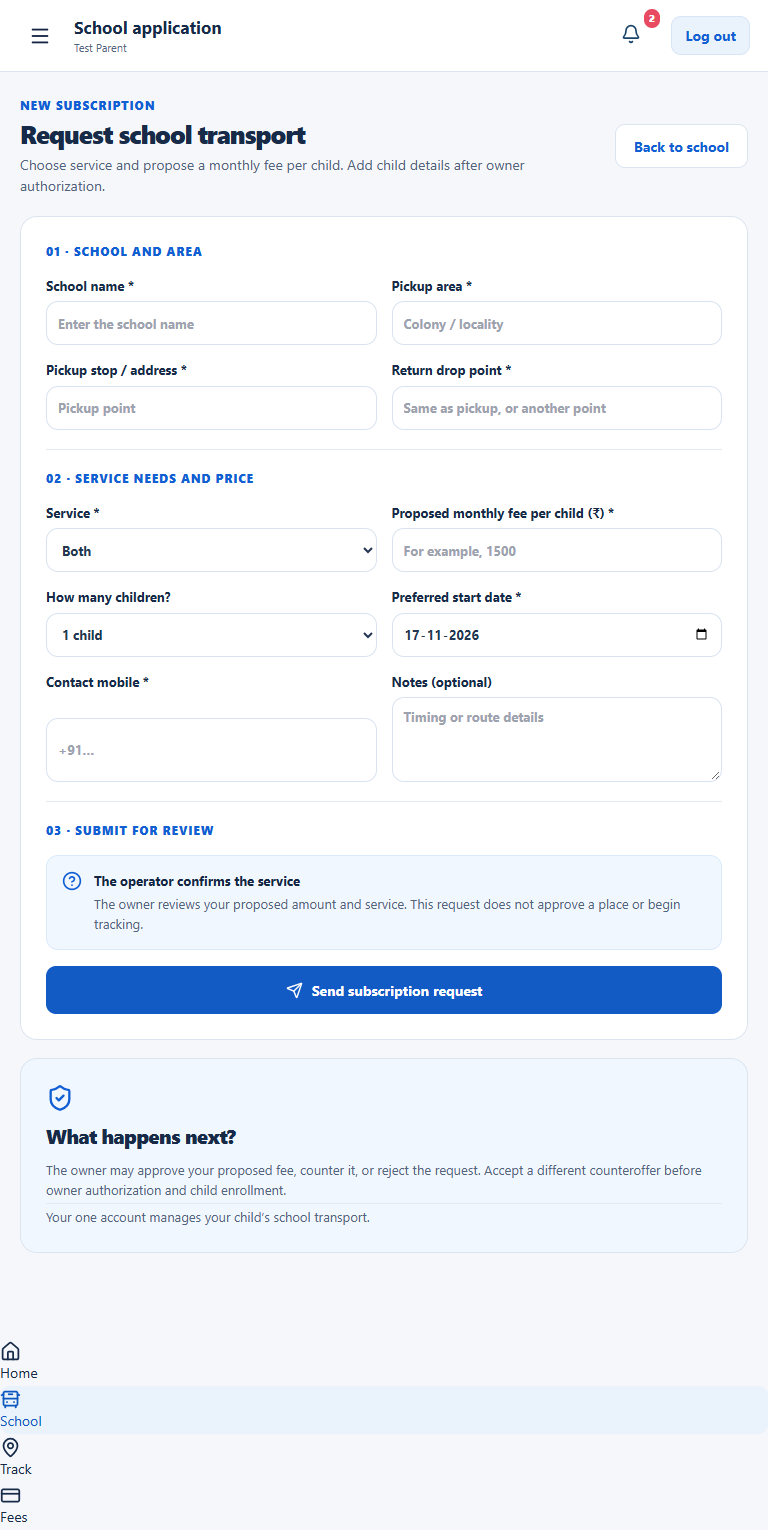 School application
Test Parent
2
Log out
NEW SUBSCRIPTION
Request school transport
Choose service and propose a monthly fee per child. Add child details after owner
authorization.
Back to school
01 · SCHOOL AND AREA
School name *
Pickup area *
Enter the school name
Colony / locality
Pickup stop / address *
Return drop point *
Pickup point
Same as pickup, or another point
02 · SERVICE NEEDS AND PRICE
Service *
Proposed monthly fee per child (₹) *
Both
For example, 1500
How many children?
Preferred start date *
1 child
17-11-2026
Contact mobile *
Notes (optional)
+91...
Timing or route details
03 · SUBMIT FOR REVIEW
The operator confirms the service
The owner reviews your proposed amount and service. This request does not approve a place or begin
tracking.
Send subscription request
What happens next?
The owner may approve your proposed fee, counter it, or reject the request. Accept a different counteroffer before
owner authorization and child enrollment.
Your one account manages your child's school transport.
Home
School
Track
Fees